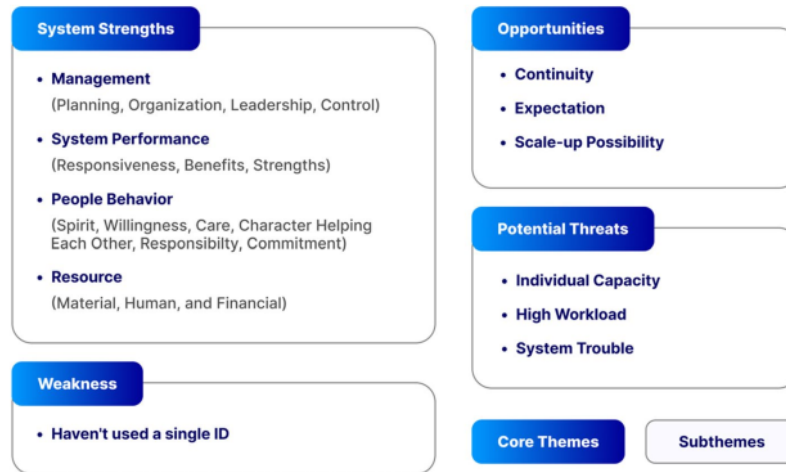 System Strengths
• Management
(Planning, Organization, Leadership, Control)
• System Performance
(Responsiveness, Benefits, Strengths)
• People Behavior
(Spirit, Willingness, Care, Character Helping
Each Other, Responsibilty, Commitment)
• Resource
(Material, Human, and Financial)
Weakness
• Haven't used a single ID
Opportunities
• Continuity
• Expectation
• Scale-up Possibility
Potential Threats
• Individual Capacity
• High Workload
• System Trouble
Core Themes
Subthemes